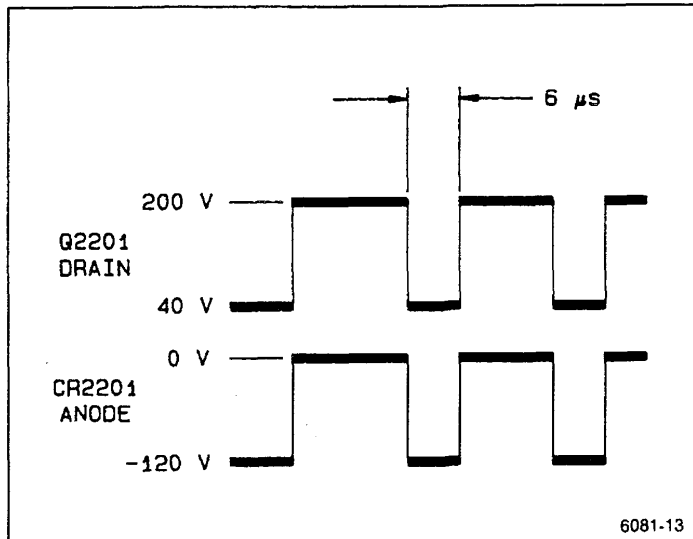 6 µs
200 V
Q2201
DRAIN
40 V
0 V
CR2201
ANODE
-120 V
6081-13